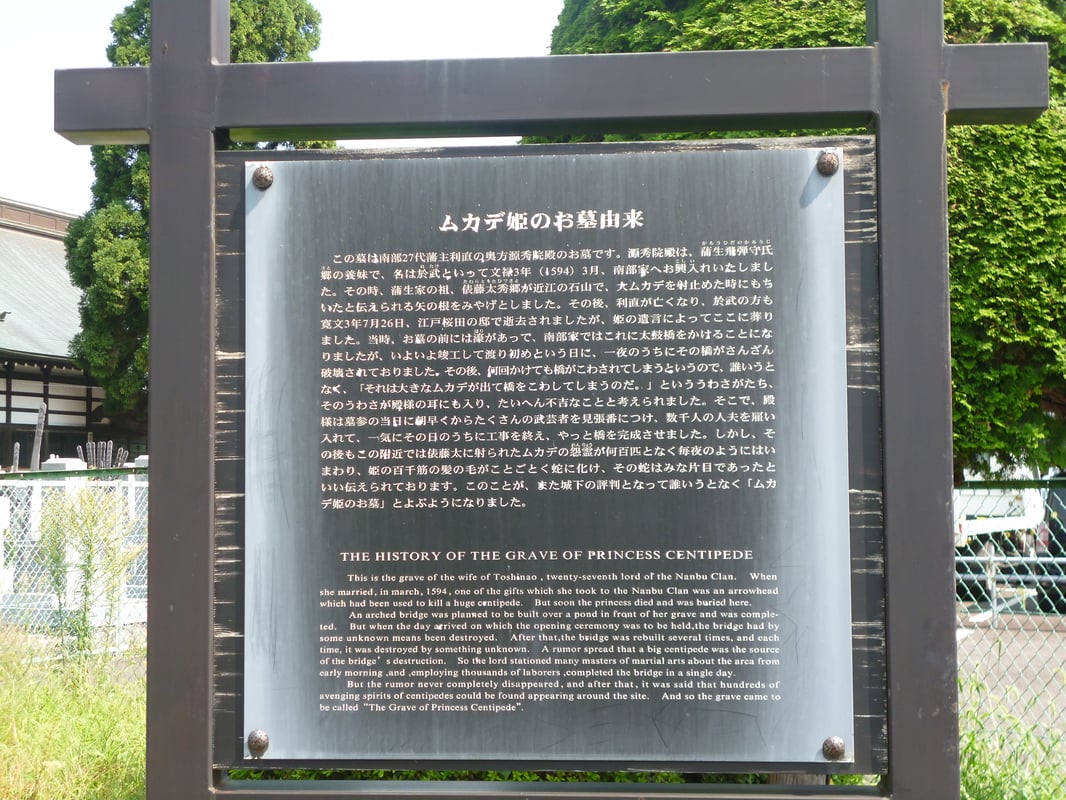 ムカデ姫のお墓由来
この墓は南部27代藩主利直の奥方源秀院殿のお墓です。源秀院殿は、蒲生飛弾守氏
郷の養妹で、名は於武といって文禄3年（1594）3月、南部家へお興入れいたしまし
た。その時、蒲生家の祖、俵藤太秀郷が近江の石山で、大ムカデを射止めた時にもち
いたと伝えられる矢の根をみやげとしました。その後、利直が亡くなり、於武の方も
寛文3年7月26日、江戸桜田の邸で逝去されましたが、姫の遺言によってここに葬り
ました。当時、お墓の前には濠があって、南部家ではこれに太鼓橋をかけることにな
りましたが、いよいよ竣工して渡り初めという日に、一夜のうちにその橋がさんざん
破壊されておりました。その後、何回かけても橋がこわされてしまうというので、誰いうと
なく、「それは大きなムカデが出て橋をこわしてしまうのだ。」といううわさがたち、
そのうわさが殿様の耳にも入り、たいへん不吉なことと考えられました。そこで、殿
様は墓参の当日に朝早くからたくさんの武芸者を見張番につけ、数千人の人夫を雇い
入れて、一気にその日のうちに工事を終え、やっと橋を完成させました。しかし、そ
の後もこの附近では俵藤太に射られたムカデの怨霊が何百匹となく毎夜のようにはい
まわり、姫の百千筋の髪の毛がことごとく蛇に化け、その蛇はみな片目であったと
いい伝えられております。このことが、また城下の評判となって誰いうとなく「ムカ
デ姫のお墓」とよぶようになりました。
THE HISTORY OF THE GRAVE OF PRINCESS CENTIPEDE
This is the grave of the wife of Toshinao , twenty-seventh lord of the Nanbu Clan. When
she married, in march, 1594, one of the gifts which she took to the Nanbu Clan was an arrowhead
which had been used to kill a huge centipede. But soon the princess died and was buried here.
An arched bridge was planned to be built over a pond in front of her grave and was comple-
ted. But when the day arrived on which the opening ceremony was to be held,the bridge had by
some unknown means been destroyed. After that,the bridge was rebuilt several times, and each
time, it was destroyed by something unknown. A rumor spread that a big centipede was the source
of the bridge's destruction. So the lord stationed many masters of martial arts about the area from
early morning ,and ,employing thousands of laborers ,completed the bridge in a single day.
But the rumor never completely disappeared, and after that, it was said that hundreds of
avenging spirits of centipedes could be found appearing around the site. And so the grave came to
be called "The Grave of Princess Centipede".